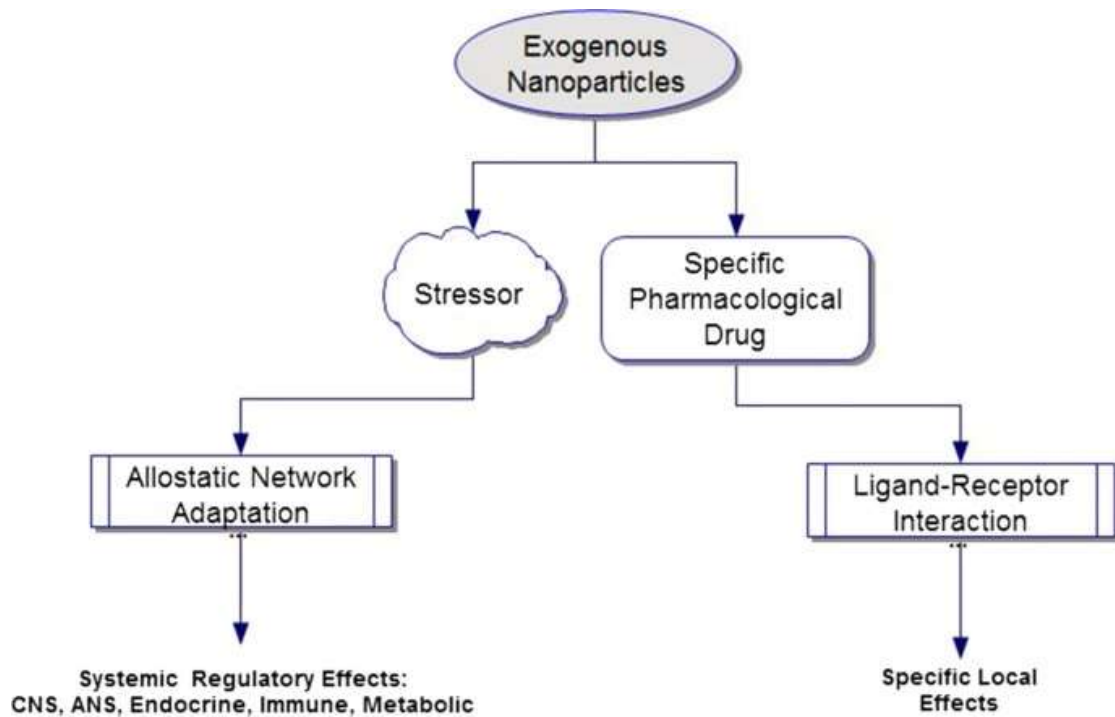 Exogenous
Nanoparticles
Stressor
Specific
Pharmacological
Drug
Allostatic Network
Adaptation
Ligand-Receptor
Interaction
Systemic Regulatory Effects:
CNS, ANS, Endocrine, Immune, Metabolic
Specific Local
Effects